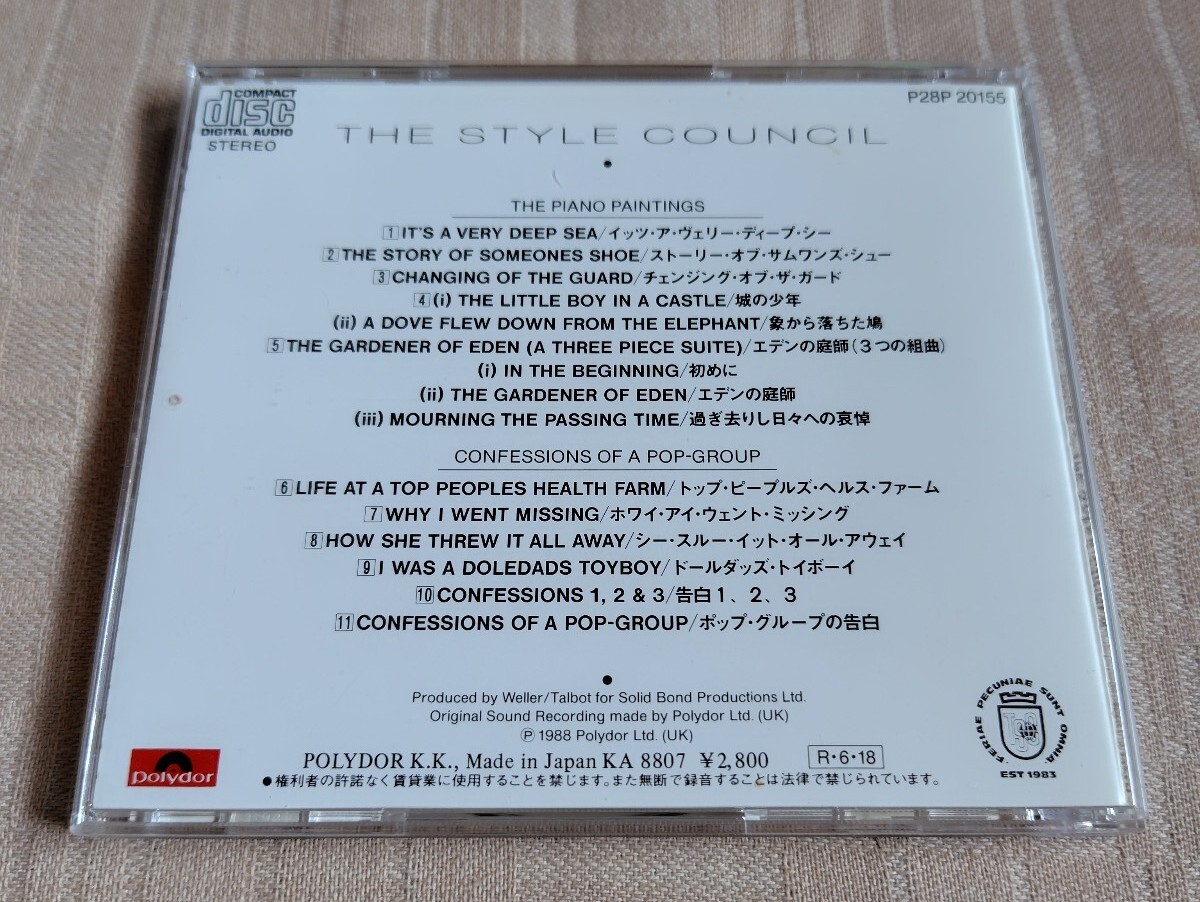 COMPACT
disc
DIGITAL AUDIO
STEREO
P28P 20155
THE STYLE COUNCIL
THE PIANO PAINTINGS
1 IT'S A VERY DEEP SEA/イッツ・ア・ヴェリー・ディープ・シー
2 THE STORY OF SOMEONES SHOE/ストーリー・オブ・サムワンズ・シュー
3 CHANGING OF THE GUARD/チェンジング・オブ・ザ・ガード
4 (i) THE LITTLE BOY IN A CASTLE/城の少年
(ii) A DOVE FLEW DOWN FROM THE ELEPHANT/象から落ちた鳩
5 THE GARDENER OF EDEN (A THREE PIECE SUITE)/エデンの庭師(3つの組曲)
(i) IN THE BEGINNING/初めに
(ii) THE GARDENER OF EDEN/エデンの庭師
(iii) MOURNING THE PASSING TIME/過ぎ去りし日々への哀悼
CONFESSIONS OF A POP-GROUP
6 LIFE AT A TOP PEOPLES HEALTH FARM/トップ・ピープルズ・ヘルス・ファーム
7 WHY I WENT MISSING/ホワイ・アイ・ウェント・ミッシング
8 HOW SHE THREW IT ALL AWAY/シー・スルー・イット・オール・アウェイ
9 I WAS A DOLEDADS TOYBOY/ドールダッズ・トイボーイ
10 CONFESSIONS 1, 2 & 3/告白1、2、3
11 CONFESSIONS OF A POP-GROUP/ポップ・グループの告白
Produced by Weller/Talbot for Solid Bond Productions Ltd.
Original Sound Recording made by Polydor Ltd. (UK)
℗ 1988 Polydor Ltd. (UK)
POLYDOR K.K., Made in Japan KA 8807 ¥2,800 R・6・18
●権利者の許諾なく賃貸業に使用することを禁じます。また無断で録音することは法律で禁じられています。
polydor
FERIAE PECUNIAE SUNT OMNIA
EST 1983